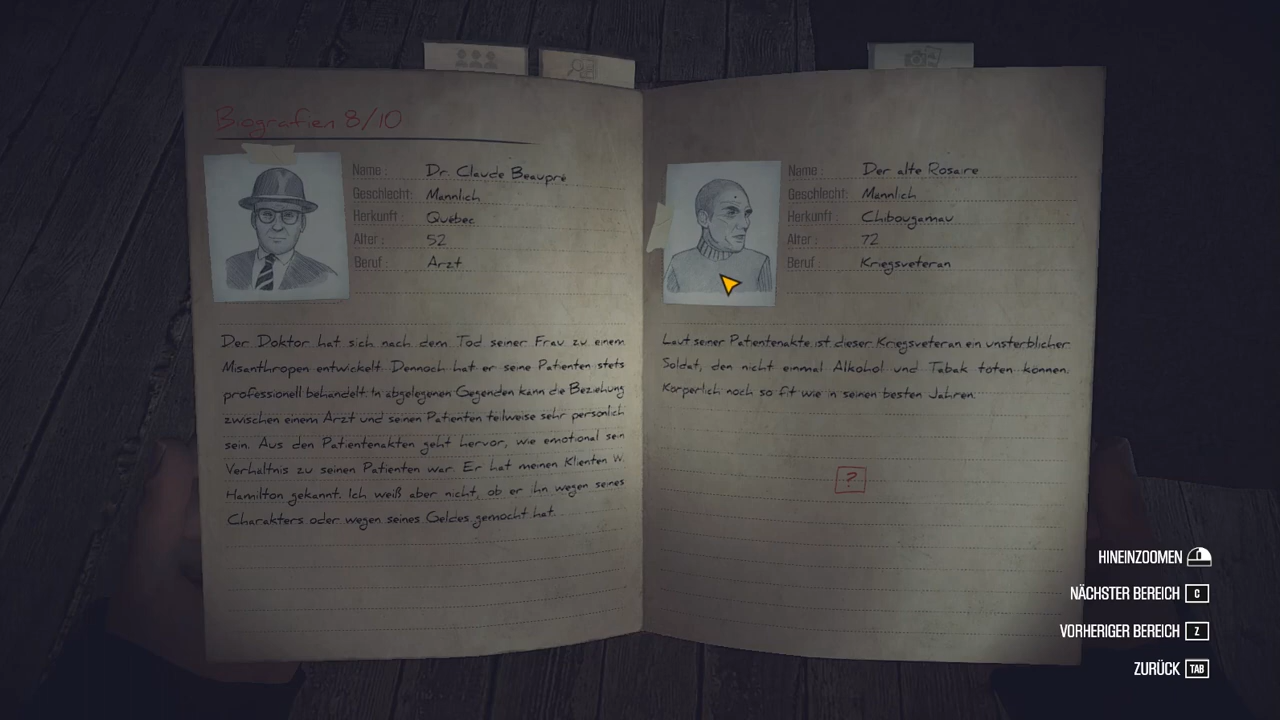 Biografien 8/10
Name : Dr. Claude Beaupré
Geschlecht: Männlich
Herkunft : Québec
Alter : 52
Beruf : Arzt
Der Doktor hat sich nach dem Tod seiner Frau zu einem
Misanthropen entwickelt. Dennoch hat er seine Patienten stets
professionell behandelt. In abgelegenen Gegenden kann die Beziehung
zwischen einem Arzt und seinen Patienten teilweise sehr persönlich
sein. Aus den Patientenakten geht hervor, wie emotional sein
Verhältnis zu seinen Patienten war. Er hat meinen Klienten W.
Hamilton gekannt. Ich weiß aber nicht, ob er ihn wegen seines
Charakters oder wegen seines Geldes gemocht hat.
Name : Der alte Rosaire
Geschlecht: Männlich
Herkunft : Chibougamau
Alter : 72
Beruf : Kriegsveteran
Laut seiner Patientenakte ist dieser Kriegsveteran ein unsterblicher
Soldat, den nicht einmal Alkohol und Tabak töten können.
Körperlich noch so fit wie in seinen besten Jahren.
?
HINEINZOOMEN
NÄCHSTER BEREICH C
VORHERIGER BEREICH Z
ZURÜCK TAB